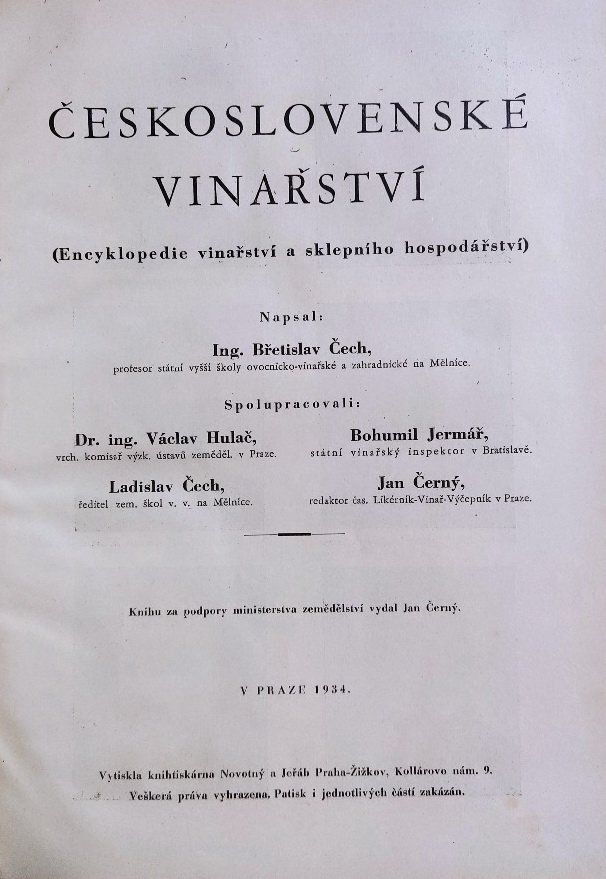 ČESKOSLOVENSKÉ
VINAŘSTVÍ
(Encyklopedie vinařství a sklepního hospodářství)
Napsal:
Ing. Břetislav Čech,
profesor státní vyšší školy ovocnicko-vinařské a zahradnické na Mělníce.
Spolupracovali:
Dr. ing. Václav Hulač,
vrch. komisař výzk. ústavů zeměděl. v Praze.
Bohumil Jermář,
státní vinařský inspektor v Bratislavě.
Ladislav Čech,
ředitel zem. škol v. v. na Mělníce.
Jan Černý,
redaktor čas. Likérník-Vinař-Výčepník v Praze.
Knihu za podpory ministerstva zemědělství vydal Jan Černý.
V PRAZE 1934.
Vytiskla knihtiskárna Novotný a Jeřáb Praha-Žižkov, Kollárovo nám. 9.
Veškerá práva vyhrazena. Patisk i jednotlivých částí zakázán.